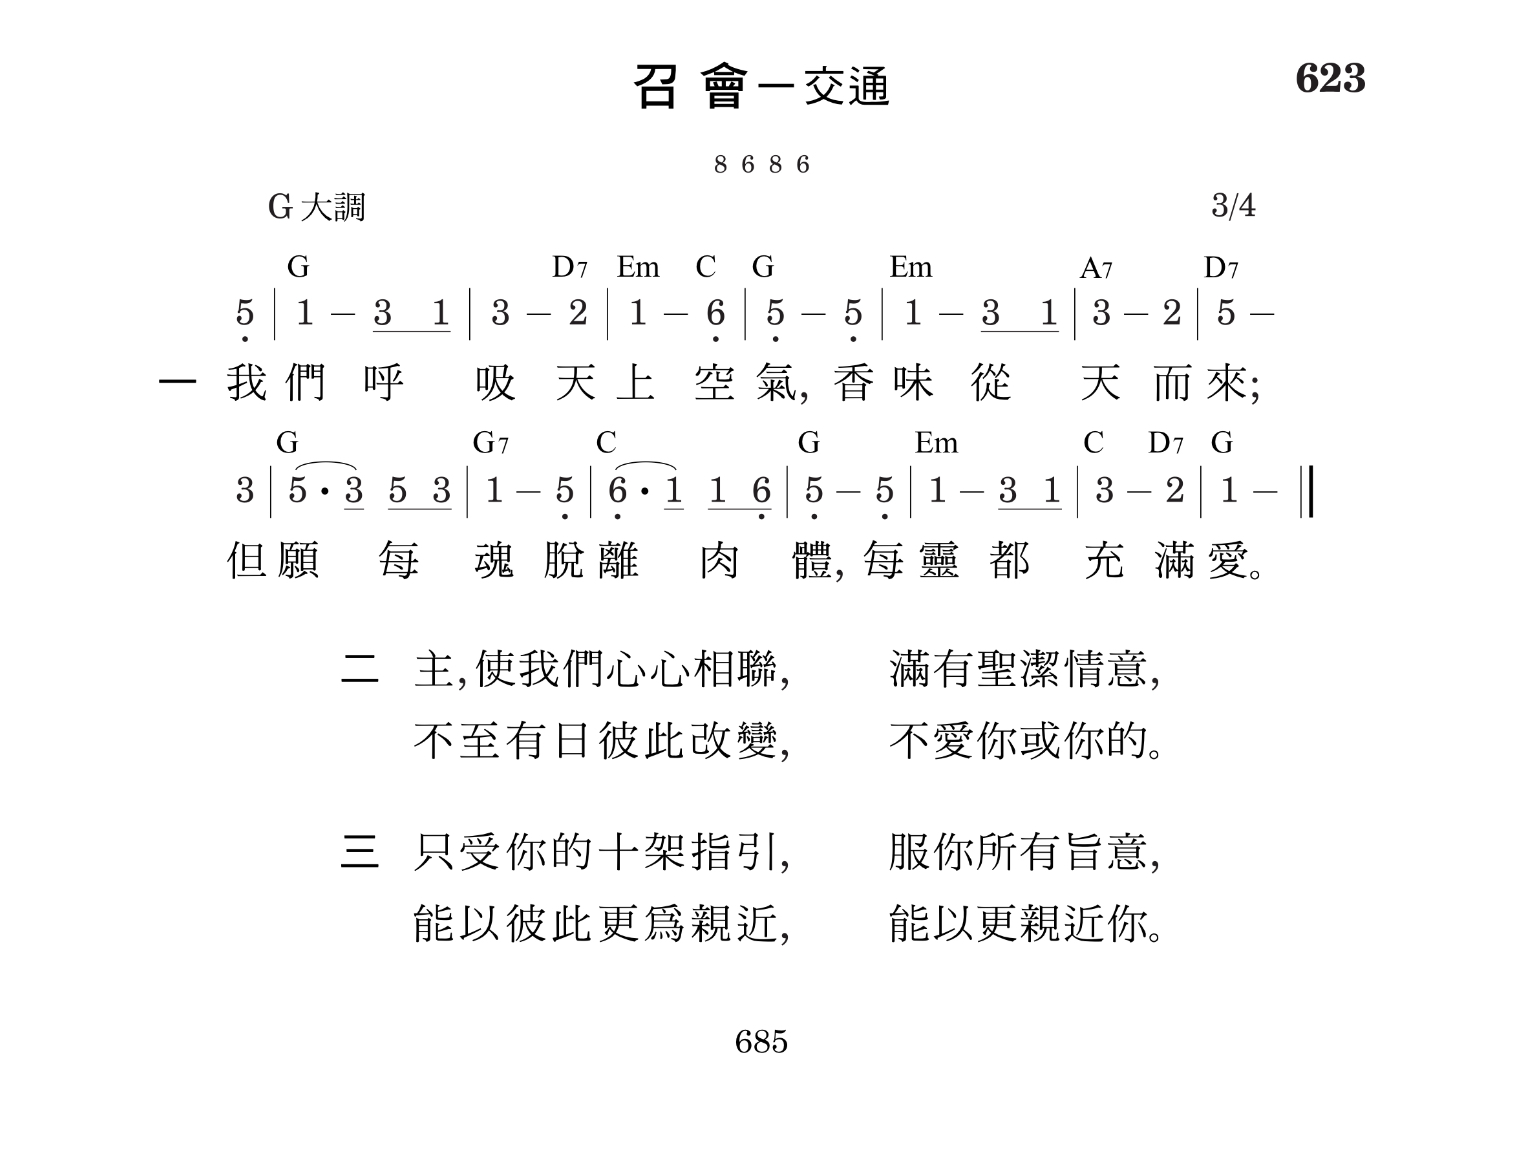 召 會－交通
623
8 6 8 6
G 大調
3/4
G D7 Em C G Em A7 D7
5̣ | 1 – 3 1 | 3 – 2 | 1 – 6̣ | 5̣ – 5̣ | 1 – 3 1 | 3 – 2 | 5 –
一 我們呼吸天上空氣，香味從天而來；
G G7 C G Em C D7 G
3 | 5 · 3 5 3 | 1 – 5̣ | 6̣ · 1 1 6̣ | 5̣ – 5̣ | 1 – 3 1 | 3 – 2 | 1 – ‖
但願每魂脫離肉體，每靈都充滿愛。
二 主，使我們心心相聯， 滿有聖潔情意，
不至有日彼此改變， 不愛你或你的。
三 只受你的十架指引， 服你所有旨意，
能以彼此更爲親近， 能以更親近你。
685